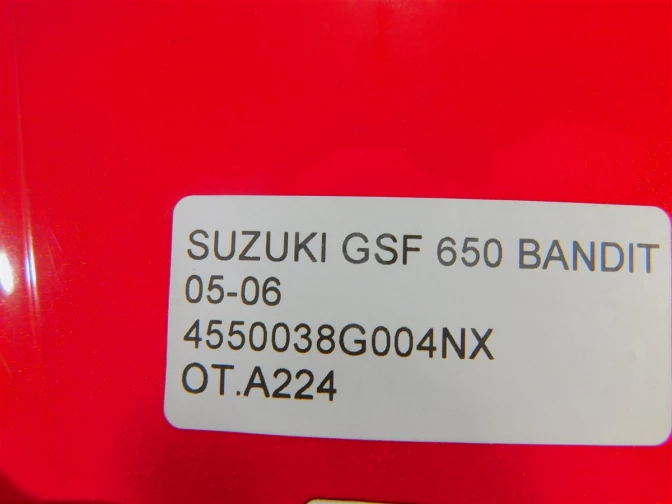 SUZUKI GSF 650 BANDIT
05-06
4550038G004NX
OT.A224